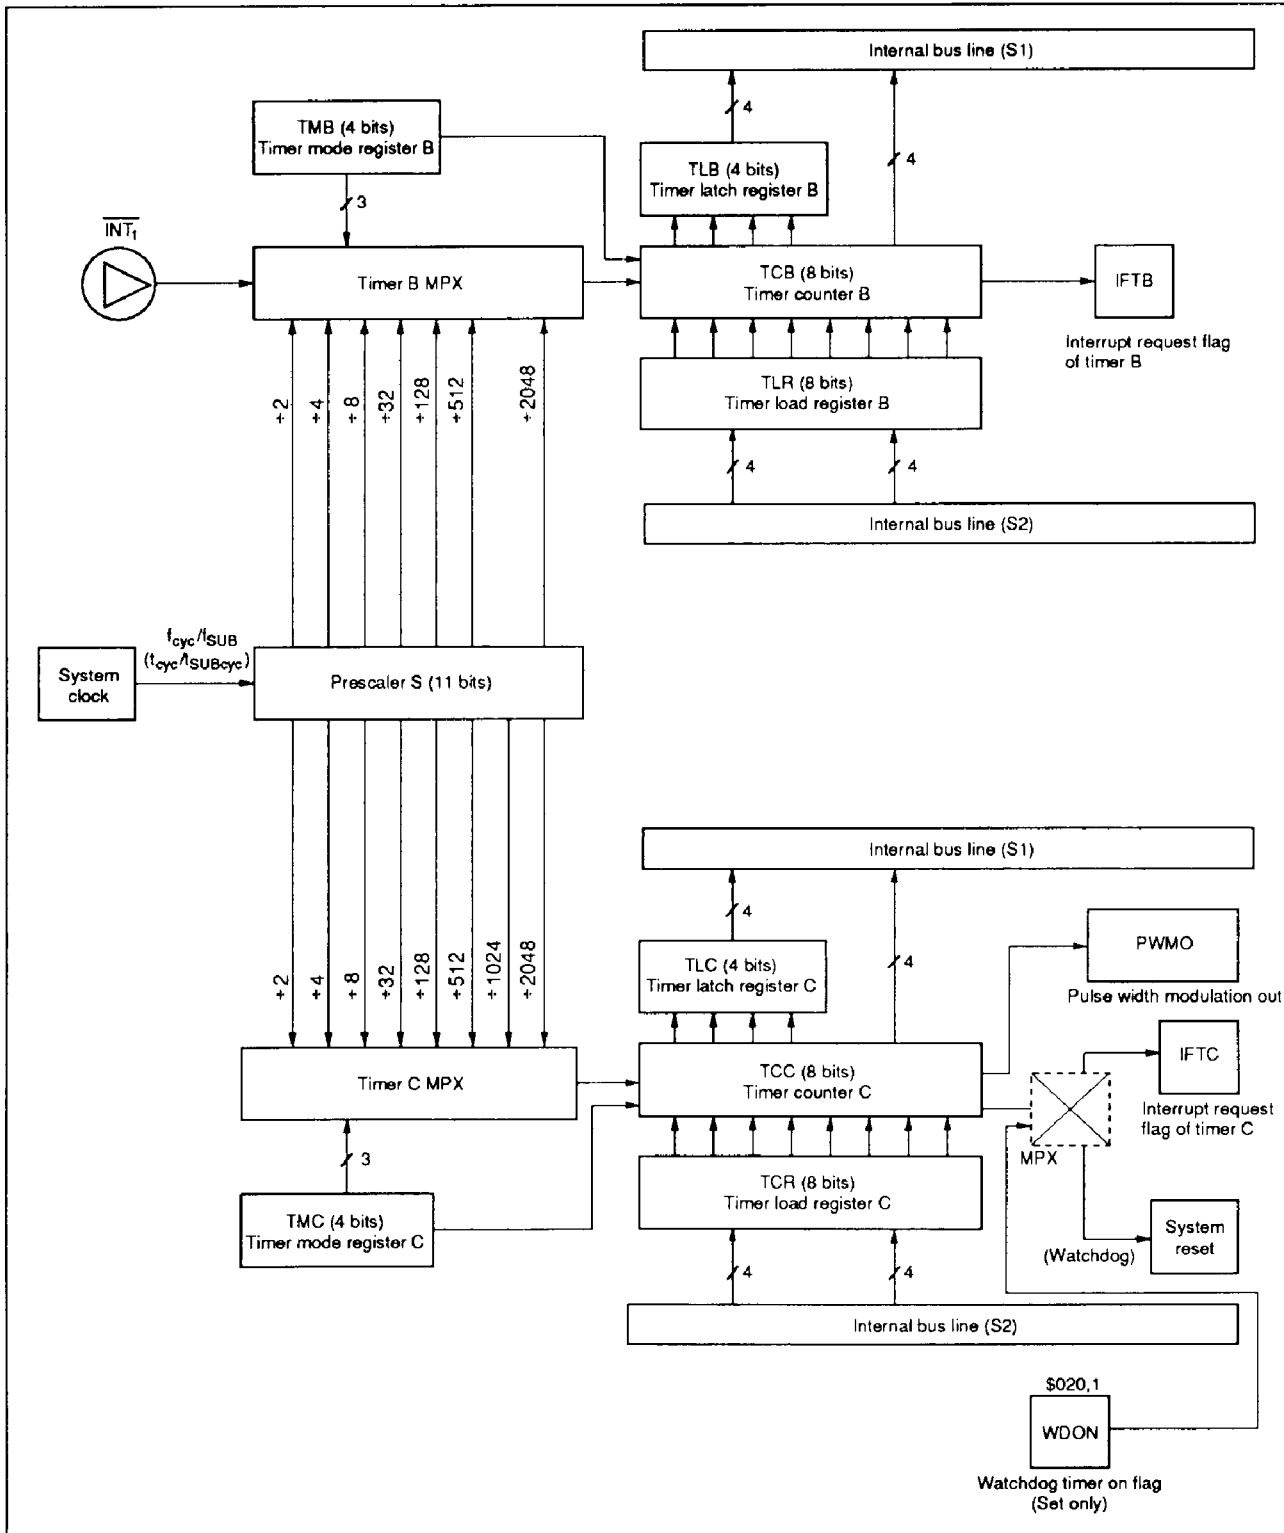 Internal bus line (S1)
4
4
TMB (4 bits)
Timer mode register B
3
TLB (4 bits)
Timer latch register B
INT₁
Timer B MPX
TCB (8 bits)
Timer counter B
IFTB
Interrupt request flag
of timer B
÷2
÷4
÷8
÷32
÷128
÷512
÷2048
TLR (8 bits)
Timer load register B
4
4
Internal bus line (S2)
System
clock
fcyc/fSUB
(tcyc/tSUBcyc)
Prescaler S (11 bits)
÷2
÷4
÷8
÷32
÷128
÷512
÷1024
÷2048
Internal bus line (S1)
4
4
TLC (4 bits)
Timer latch register C
PWMO
Pulse width modulation out
Timer C MPX
TCC (8 bits)
Timer counter C
IFTC
Interrupt request
flag of timer C
MPX
3
TMC (4 bits)
Timer mode register C
TCR (8 bits)
Timer load register C
System
reset
(Watchdog)
4
4
Internal bus line (S2)
$020,1
WDON
Watchdog timer on flag
(Set only)